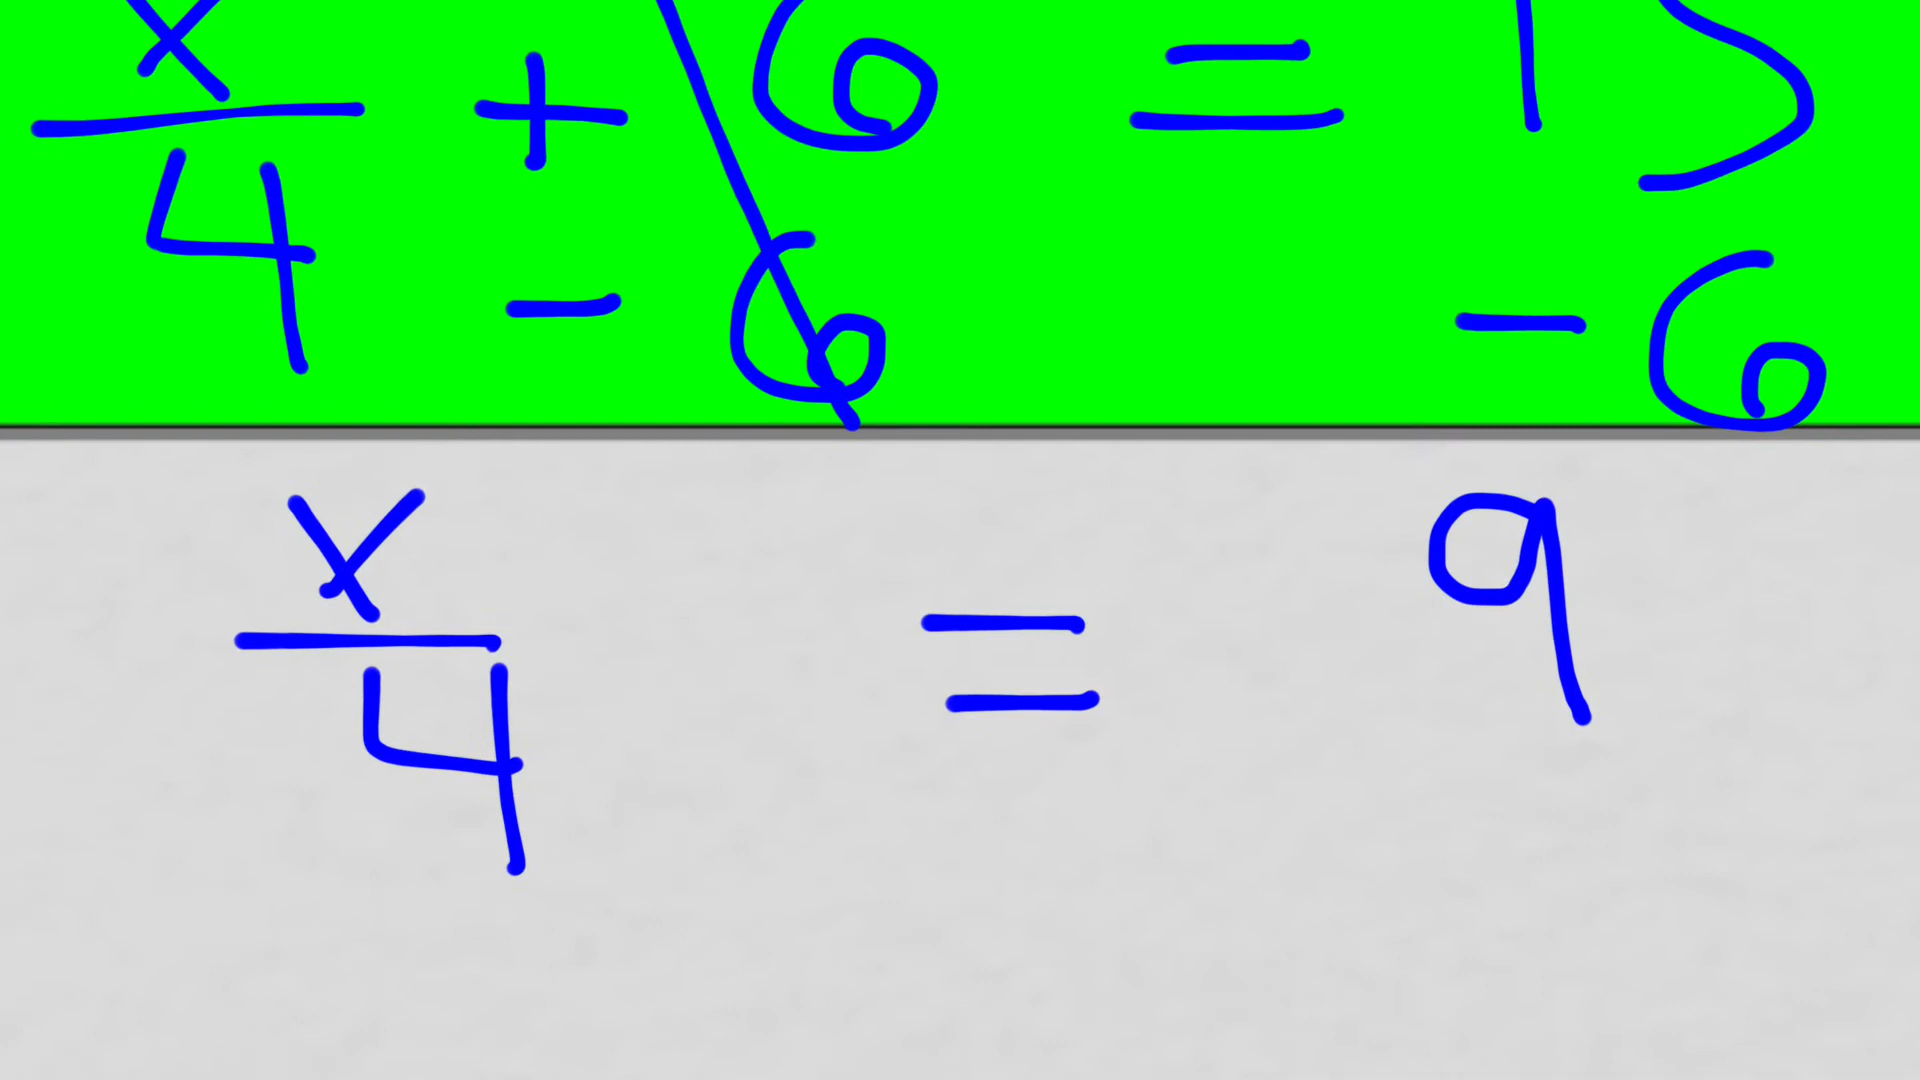 x/4 + 6 = 15
- 6 - 6
x/4 = 9